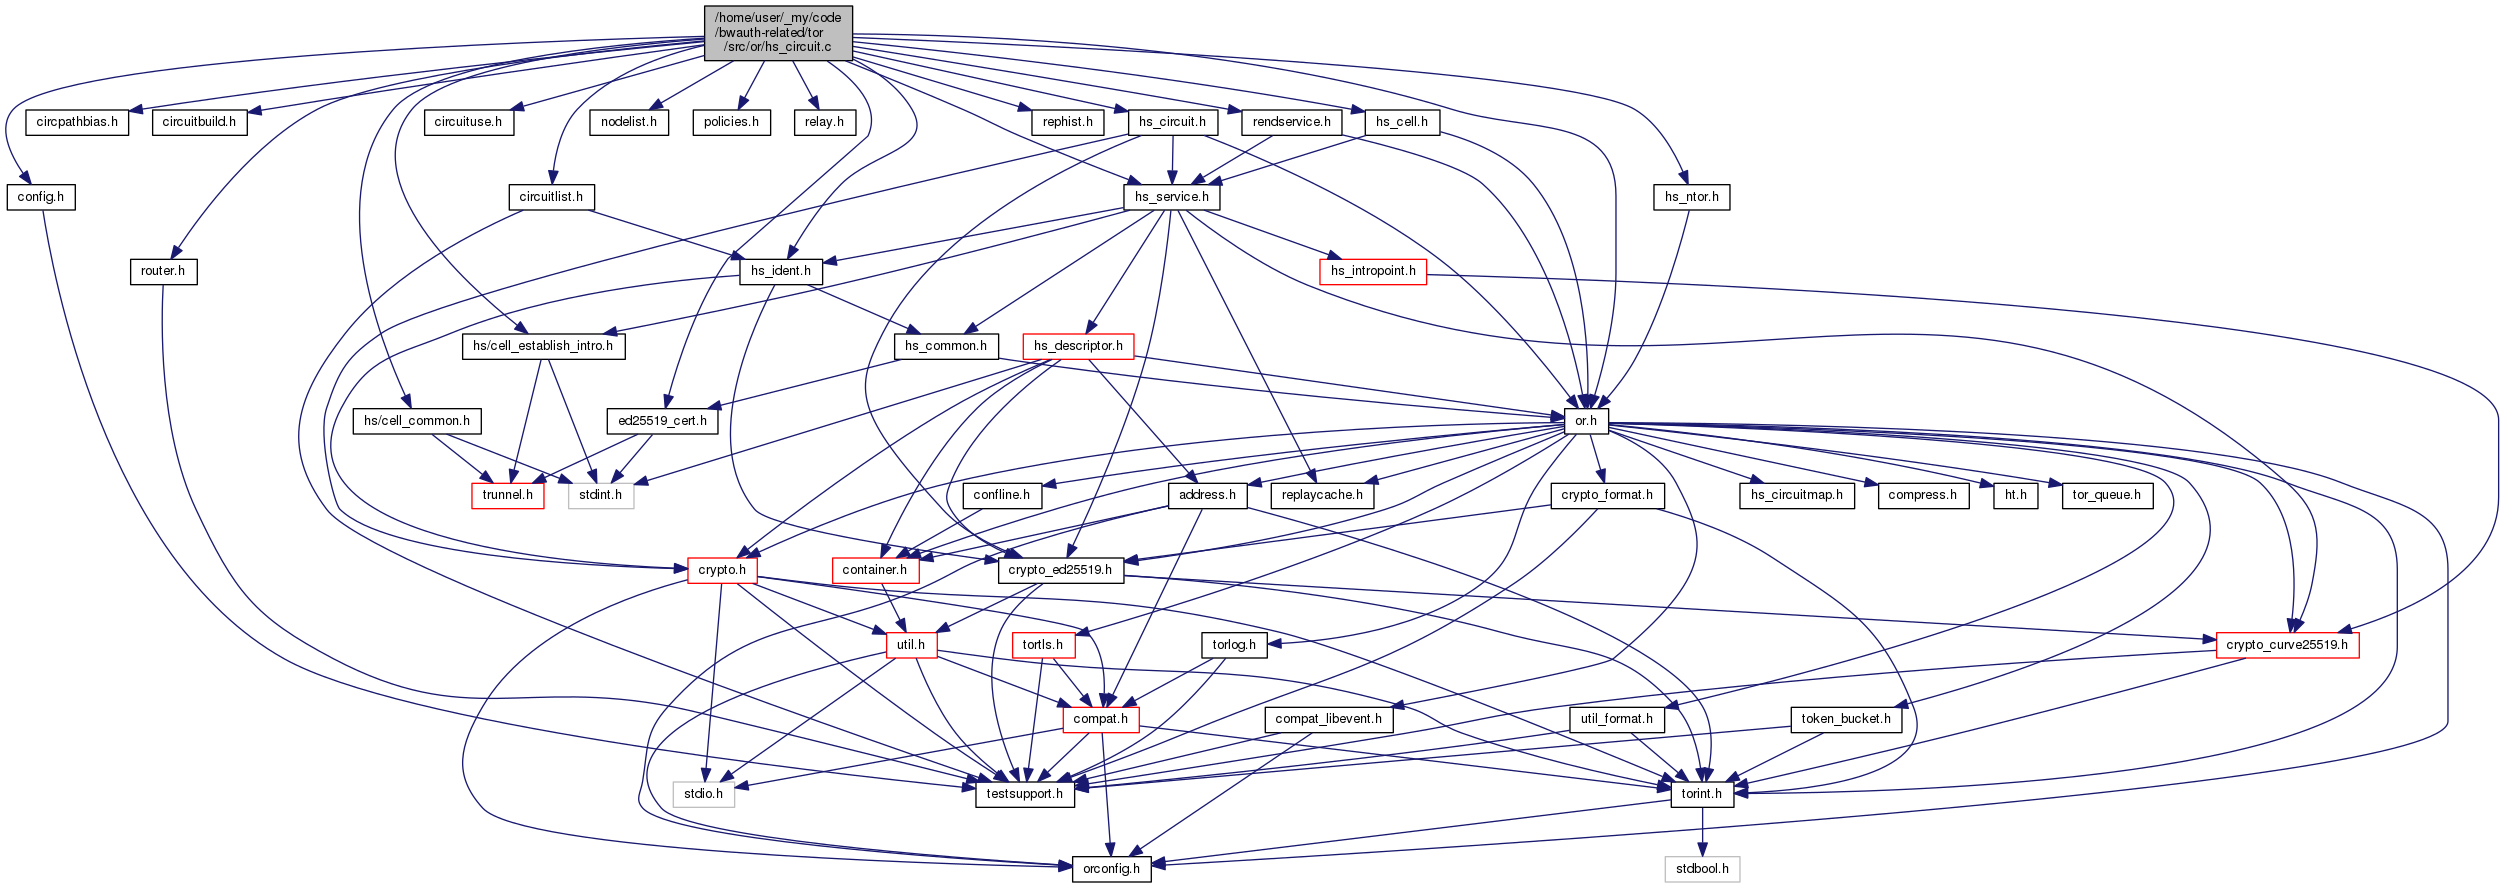 /home/user/_my/code
/bwauth-related/tor
/src/or/hs_circuit.c
circpathbias.h
circuitbuild.h
circuituse.h
nodelist.h
policies.h
relay.h
rephist.h
hs_circuit.h
rendservice.h
hs_cell.h
config.h
circuitlist.h
hs_service.h
hs_ntor.h
router.h
hs_ident.h
hs_intropoint.h
hs/cell_establish_intro.h
hs_common.h
hs_descriptor.h
hs/cell_common.h
ed25519_cert.h
or.h
trunnel.h
stdint.h
confline.h
address.h
replaycache.h
crypto_format.h
hs_circuitmap.h
compress.h
ht.h
tor_queue.h
crypto.h
container.h
crypto_ed25519.h
util.h
tortls.h
torlog.h
crypto_curve25519.h
compat.h
compat_libevent.h
util_format.h
token_bucket.h
stdio.h
testsupport.h
torint.h
orconfig.h
stdbool.h